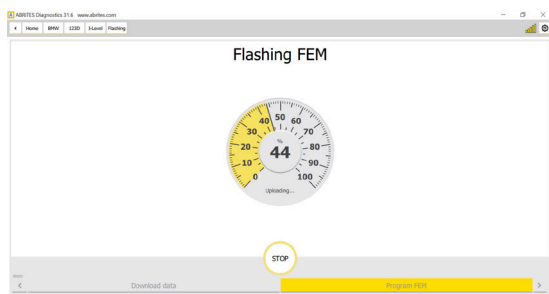 ABRITES Diagnostics 31.6 www.abrites.com
Home BMW 123D I-Level Flashing
Flashing FEM
0 10 20 30 40 50 60 70 80 90 100
%
44
Uploading...
STOP
Download data Program FEM